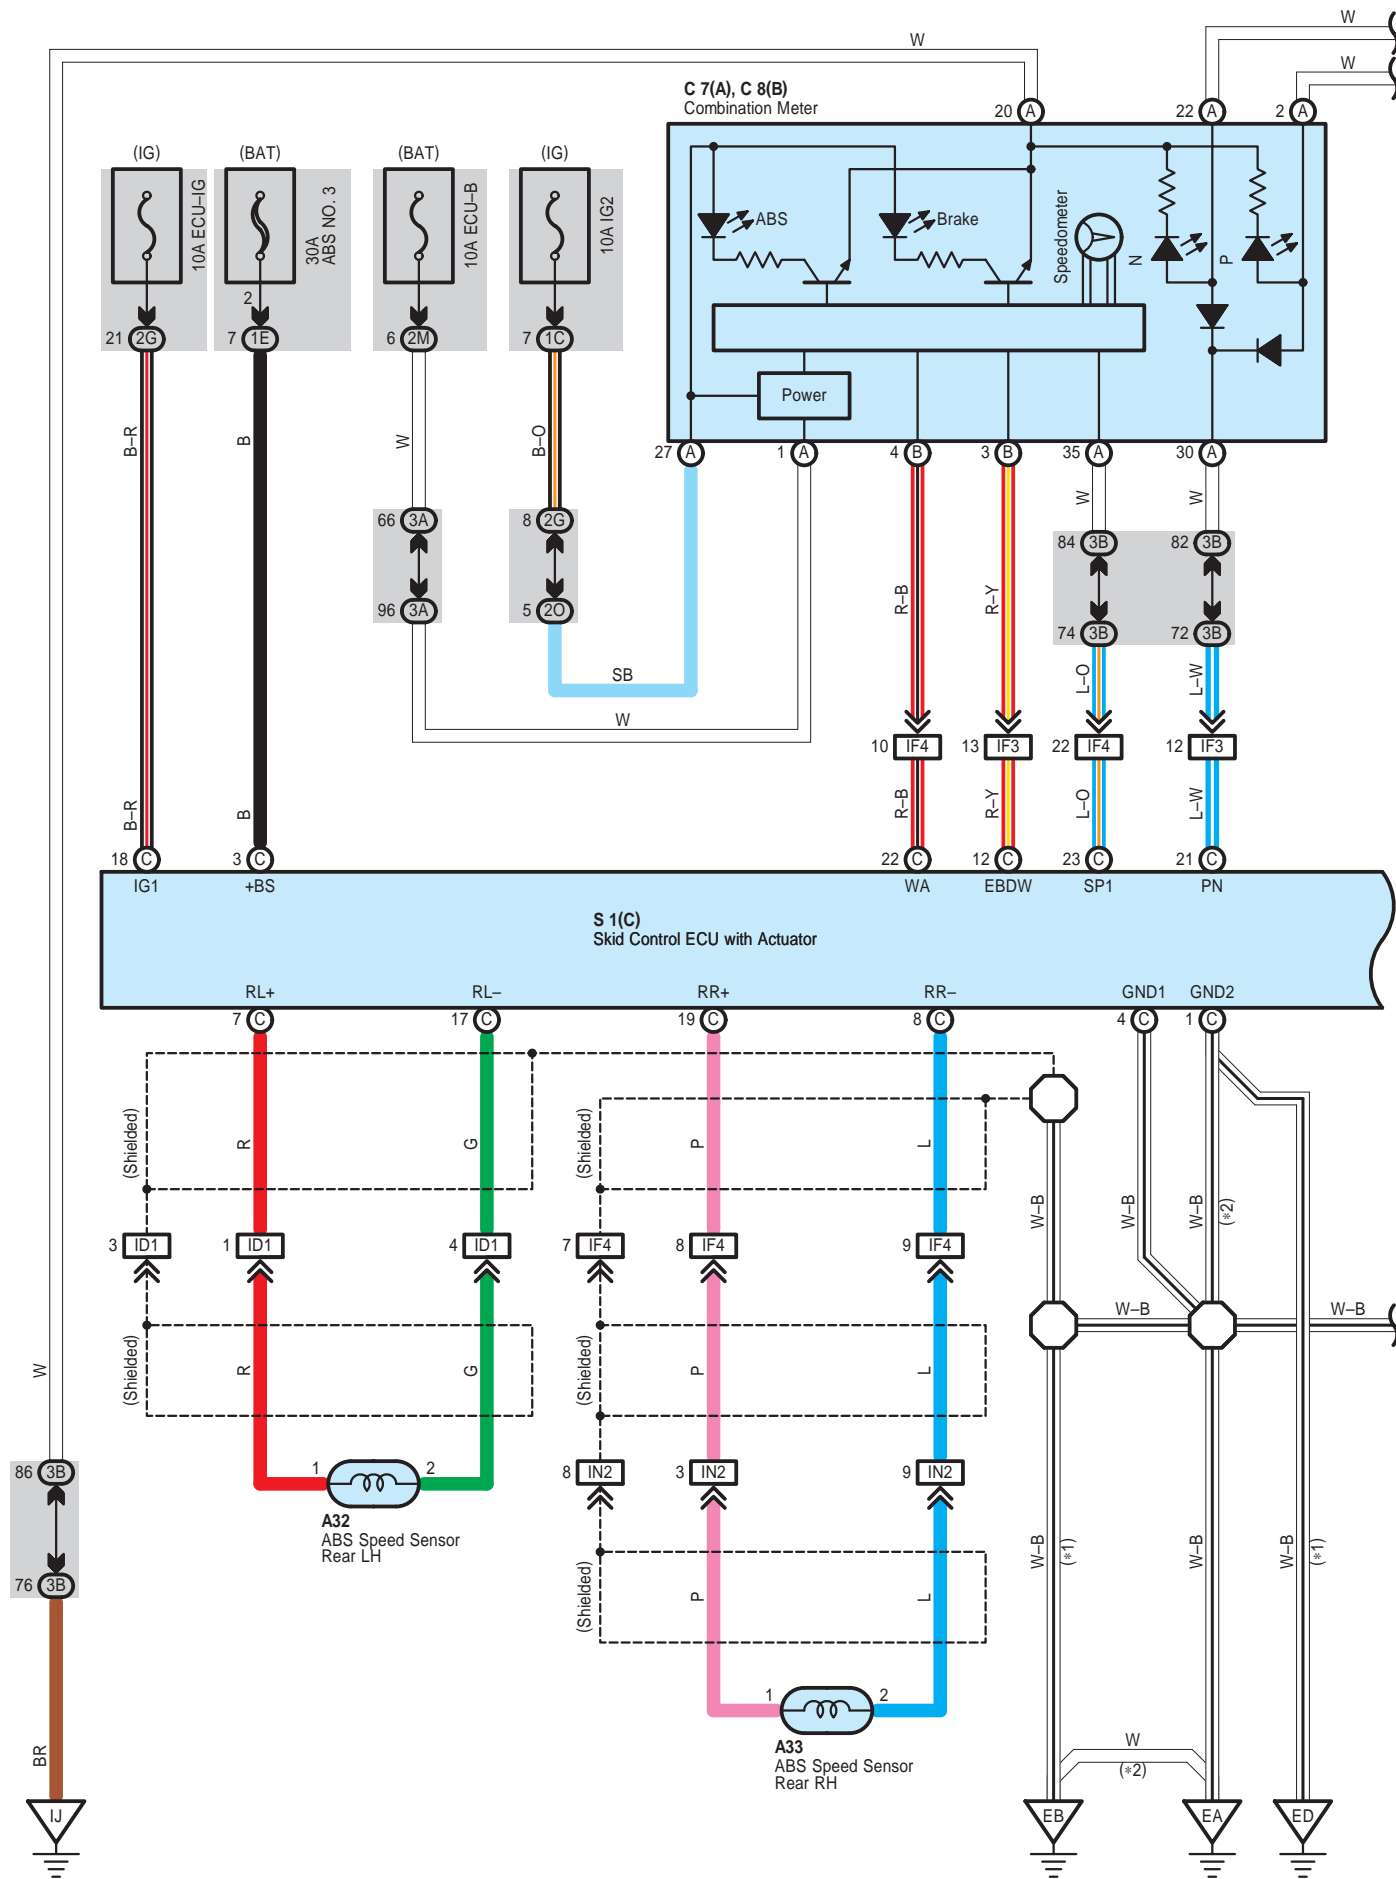 W
W
W
C 7(A), C 8(B)
Combination Meter
20 A
22 A
2 A
(IG)
(BAT)
(BAT)
(IG)
10A ECU–IG
30A
ABS NO. 3
10A ECU–B
10A IG2
ABS
Brake
Speedometer
N
P
2
21 2G
7 1E
6 2M
7 1C
Power
B–R
B
W
B–O
27 A
1 A
4 B
3 B
35 A
30 A
W
W
66 3A
8 2G
84 3B
82 3B
96 3A
5 2O
R–B
R–Y
74 3B
72 3B
SB
L–O
L–W
W
10 IF4
13 IF3
22 IF4
12 IF3
B–R
B
R–B
R–Y
L–O
L–W
18 C
3 C
22 C
12 C
23 C
21 C
IG1
+BS
WA
EBDW
SP1
PN
S 1(C)
Skid Control ECU with Actuator
RL+
RL–
RR+
RR–
GND1
GND2
7 C
17 C
19 C
8 C
4 C
1 C
(Shielded)
R
G
(Shielded)
P
L
W–B
W–B
W–B
(∗2)
3 ID1
1 ID1
4 ID1
7 IF4
8 IF4
9 IF4
W–B
W–B
W
(Shielded)
R
G
(Shielded)
P
L
86 3B
1
2
8 IN2
3 IN2
9 IN2
A32
ABS Speed Sensor
Rear LH
76 3B
(Shielded)
P
L
W–B
(∗1)
W–B
W–B
(∗1)
1
2
A33
ABS Speed Sensor
Rear RH
BR
W
(∗2)
IJ
EB
EA
ED